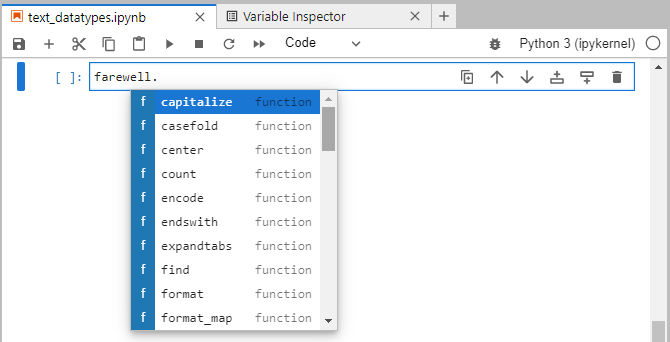 text_datatypes.ipynb Variable Inspector
Code Python 3 (ipykernel)
[ ]: farewell.
f capitalize function
f casefold function
f center function
f count function
f encode function
f endswith function
f expandtabs function
f find function
f format function
f format_map function